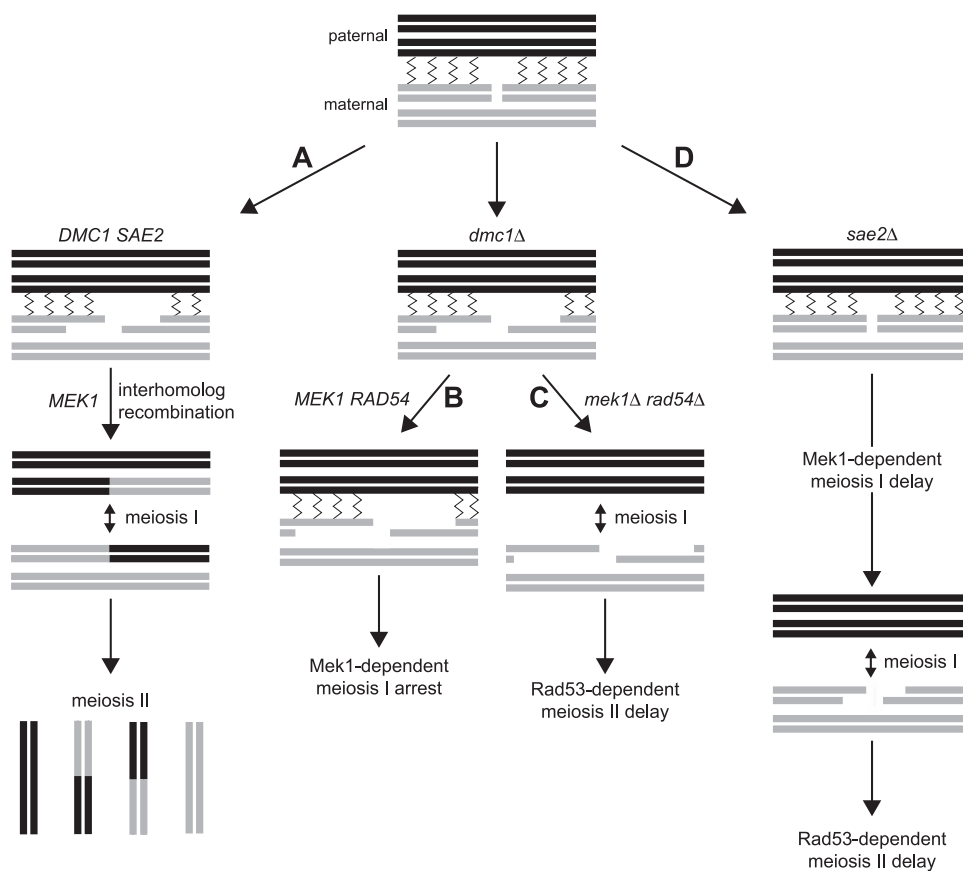 paternal
maternal
A
D
DMC1 SAE2
dmc1Δ
sae2Δ
MEK1
interhomolog
recombination
MEK1 RAD54
B
C
mek1Δ rad54Δ
Mek1-dependent
meiosis I delay
meiosis I
meiosis I
meiosis I
Mek1-dependent
meiosis I arrest
Rad53-dependent
meiosis II delay
meiosis II
Rad53-dependent
meiosis II delay